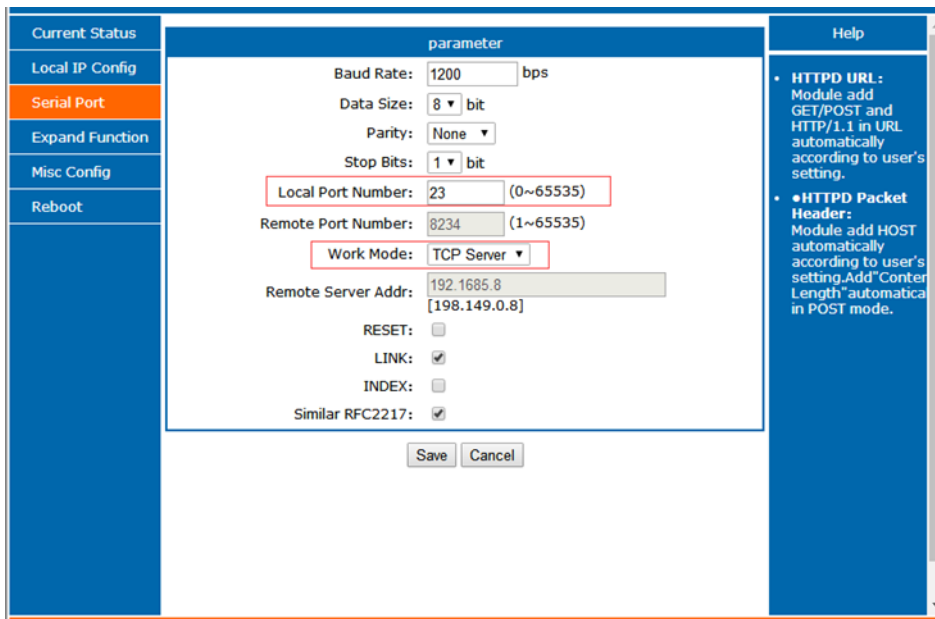 Current Status
Local IP Config
Serial Port
Expand Function
Misc Config
Reboot
parameter
Baud Rate: 1200 bps
Data Size: 8 bit
Parity: None
Stop Bits: 1 bit
Local Port Number: 23 (0~65535)
Remote Port Number: 8234 (1~65535)
Work Mode: TCP Server
Remote Server Addr: 192.1685.8
[198.149.0.8]
RESET:
LINK:
INDEX:
Similar RFC2217:
Save Cancel
Help
• HTTPD URL:
Module add
GET/POST and
HTTP/1.1 in URL
automatically
according to user's
setting.
• ●HTTPD Packet
Header:
Module add HOST
automatically
according to user's
setting.Add"Conter
Length"automatica
in POST mode.